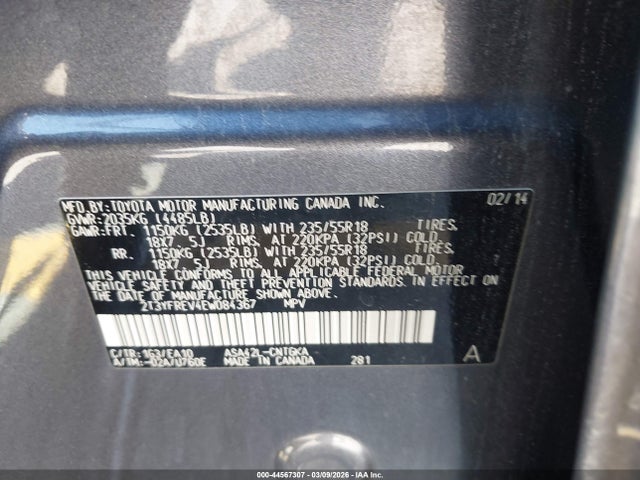 MFD.BY:TOYOTA MOTOR MANUFACTURING CANADA INC. 02/14
GVWR:2035KG (4485LB)
GAWR:FRT 1150KG (2535LB) WITH 235/55R18 TIRES.
18X7 5J RIMS. AT 220KPA (32PSI) COLD.
RR. 1150KG (2535LB) WITH 235/55R18 TIRES.
18X7 5J RIMS. AT 220KPA (32PSI) COLD.
THIS VEHICLE CONFORMS TO ALL APPLICABLE FEDERAL MOTOR
VEHICLE SAFETY AND THEFT PREVENTION STANDARDS IN EFFECT ON
THE DATE OF MANUFACTURE SHOWN ABOVE.
2T3YFREV4EW084367 MPV
C/TR:1G3/EA10 ASA42L-CNTGKA
A/TM:-02A/U760E MADE IN CANADA 281 A
000-44567307 - 03/09/2026 - IAAI.COM